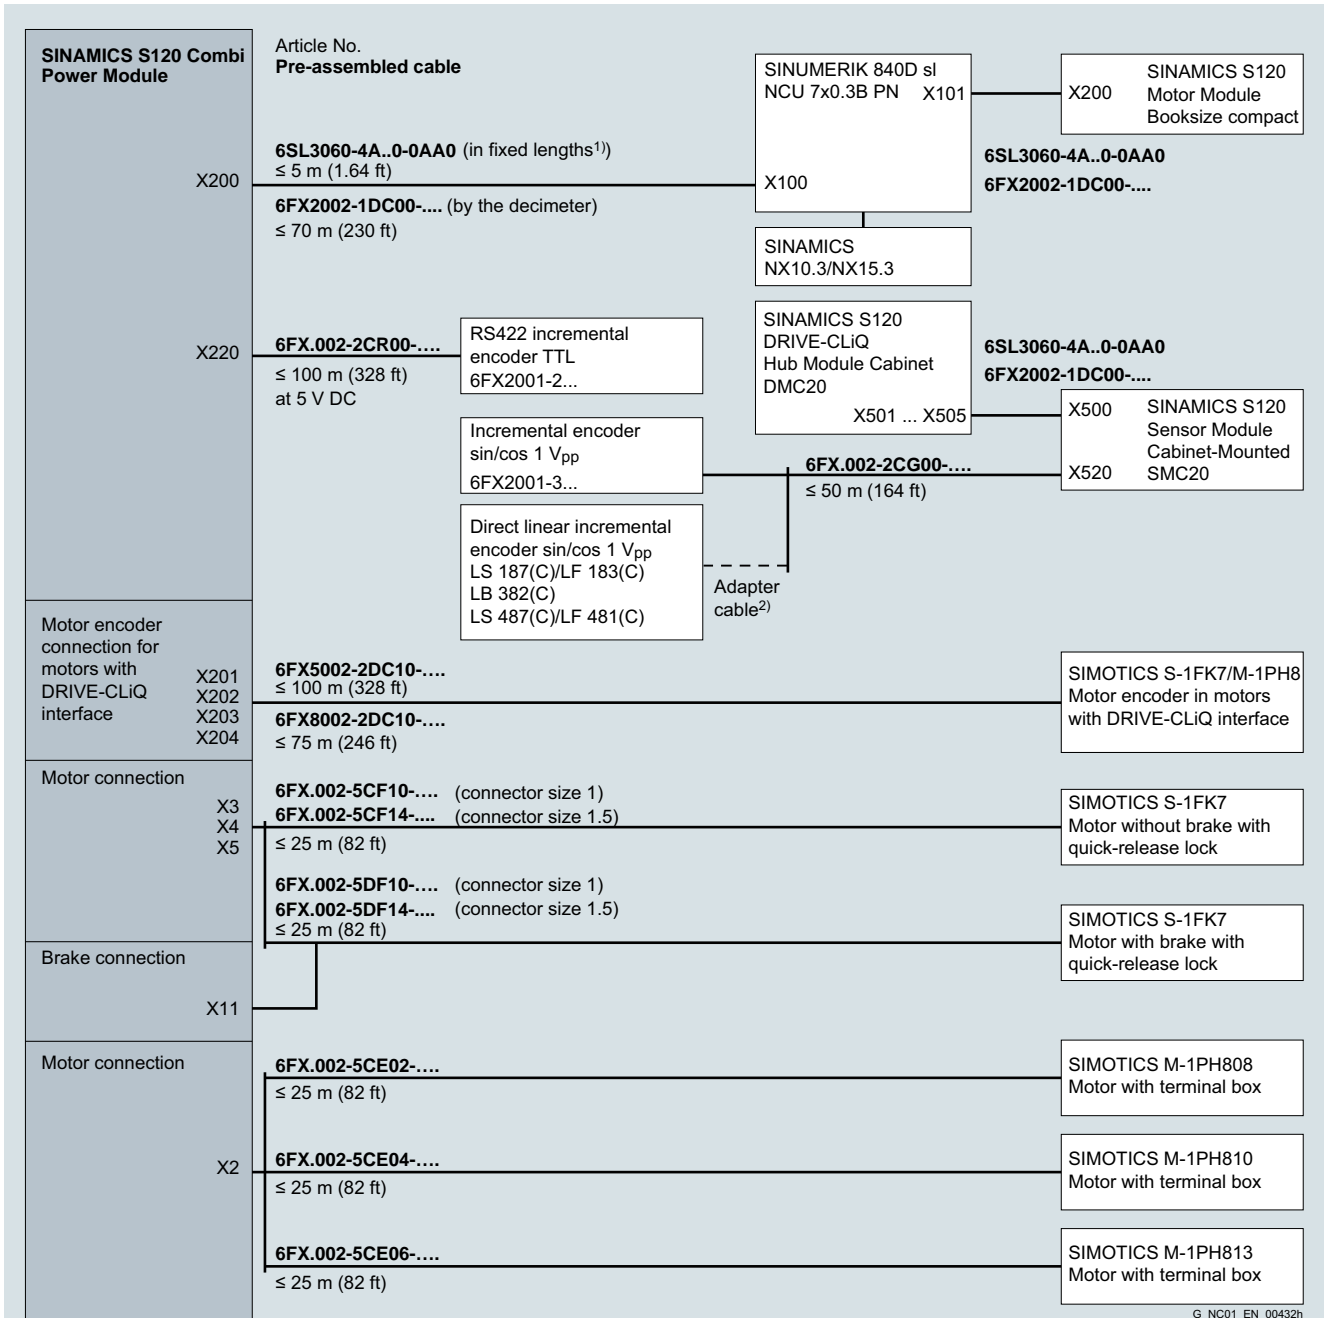 SINAMICS S120 Combi
Power Module
Article No.
Pre-assembled cable
SINUMERIK 840D sl
NCU 7x0.3B PN X101
X200 SINAMICS S120
Motor Module
Booksize compact
X200
6SL3060-4A..0-0AA0 (in fixed lengths1))
≤ 5 m (1.64 ft)
6FX2002-1DC00-.... (by the decimeter)
≤ 70 m (230 ft)
X100
6SL3060-4A..0-0AA0
6FX2002-1DC00-....
SINAMICS
NX10.3/NX15.3
X220
6FX.002-2CR00-....
≤ 100 m (328 ft)
at 5 V DC
RS422 incremental
encoder TTL
6FX2001-2...
SINAMICS S120
DRIVE-CLiQ
Hub Module Cabinet
DMC20
X501 ... X505
6SL3060-4A..0-0AA0
6FX2002-1DC00-....
X500 SINAMICS S120
Sensor Module
Cabinet-Mounted
X520 SMC20
Incremental encoder
sin/cos 1 Vpp
6FX2001-3...
6FX.002-2CG00-....
≤ 50 m (164 ft)
Direct linear incremental
encoder sin/cos 1 Vpp
LS 187(C)/LF 183(C)
LB 382(C)
LS 487(C)/LF 481(C)
Adapter
cable2)
Motor encoder
connection for
motors with
DRIVE-CLiQ
interface
X201
X202
X203
X204
6FX5002-2DC10-....
≤ 100 m (328 ft)
6FX8002-2DC10-....
≤ 75 m (246 ft)
SIMOTICS S-1FK7/M-1PH8
Motor encoder in motors
with DRIVE-CLiQ interface
Motor connection
X3
X4
X5
6FX.002-5CF10-.... (connector size 1)
6FX.002-5CF14-.... (connector size 1.5)
≤ 25 m (82 ft)
SIMOTICS S-1FK7
Motor without brake with
quick-release lock
6FX.002-5DF10-.... (connector size 1)
6FX.002-5DF14-.... (connector size 1.5)
≤ 25 m (82 ft)
SIMOTICS S-1FK7
Motor with brake with
quick-release lock
Brake connection
X11
Motor connection
X2
6FX.002-5CE02-....
≤ 25 m (82 ft)
SIMOTICS M-1PH808
Motor with terminal box
6FX.002-5CE04-....
≤ 25 m (82 ft)
SIMOTICS M-1PH810
Motor with terminal box
6FX.002-5CE06-....
≤ 25 m (82 ft)
SIMOTICS M-1PH813
Motor with terminal box
G_NC01_EN_00432h